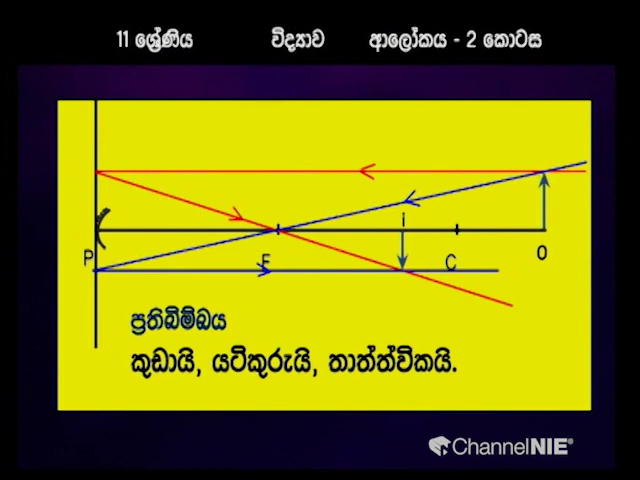 11 ශ්‍රේණිය විද්‍යාව ආලෝකය - 2 කොටස
i
P F C O
ප්‍රතිබිම්බය
කුඩායි, යටිකුරුයි, තාත්ත්විකයි.
ChannelNIE